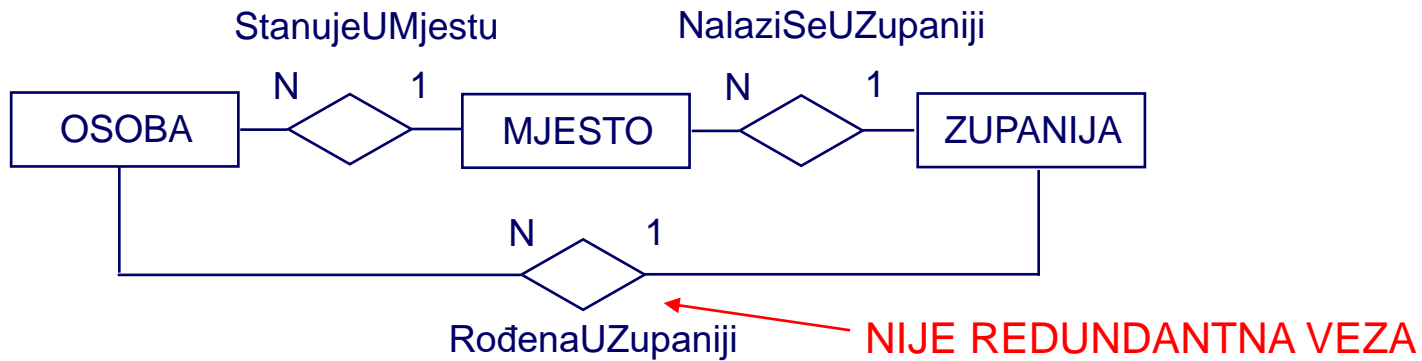 StanujeUMjestu NalaziSeUZupaniji
N 1 N 1
OSOBA MJESTO ZUPANIJA
N 1
RođenaUZupaniji NIJE REDUNDANTNA VEZA